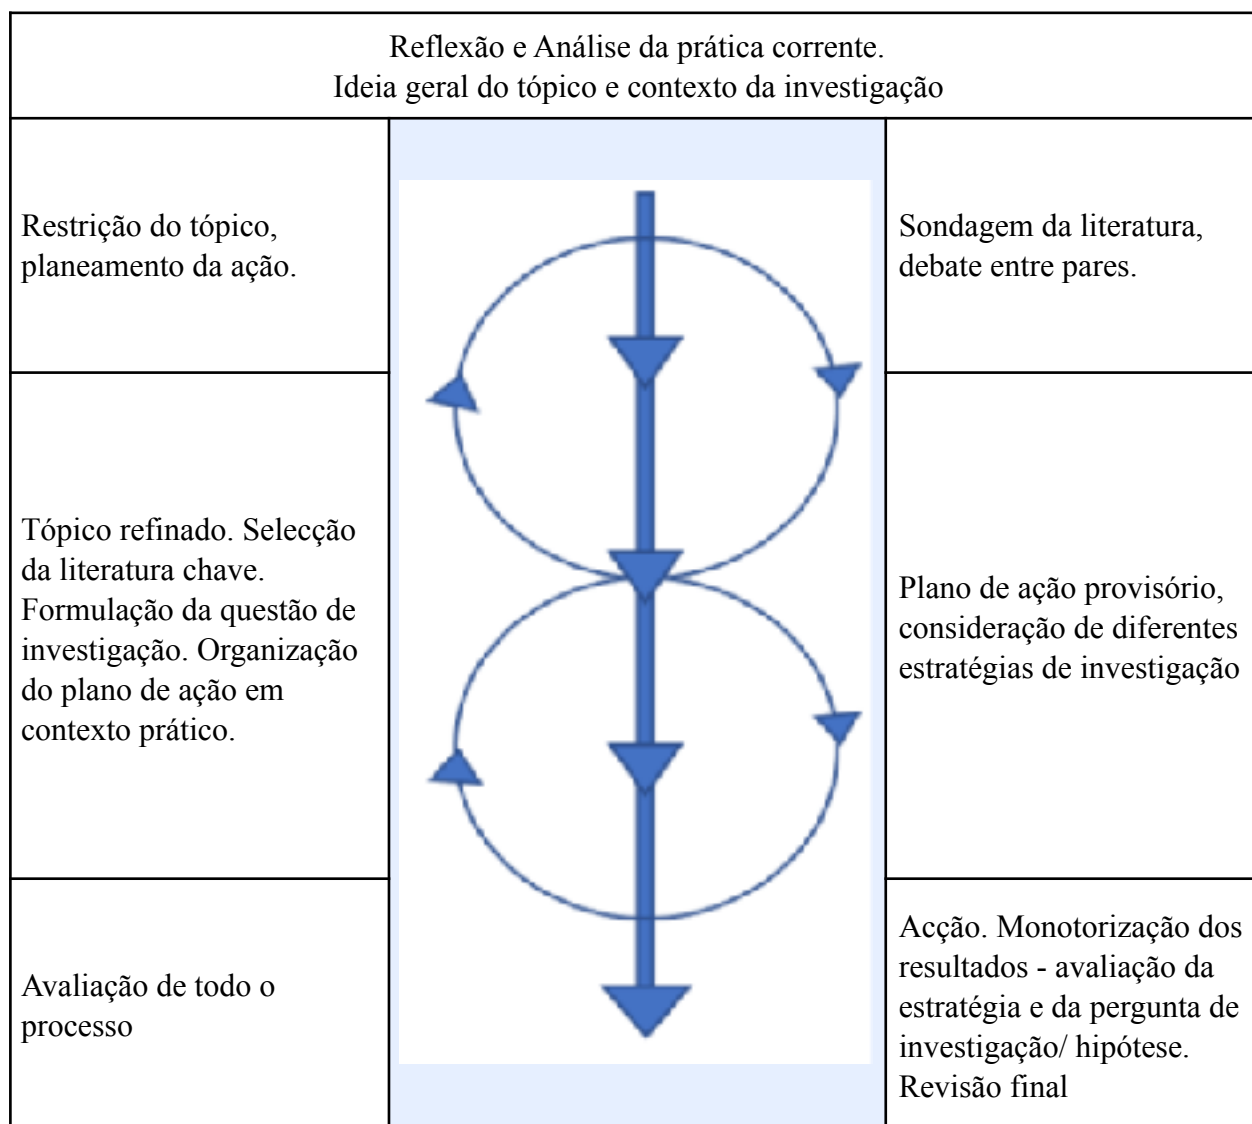 Reflexão e Análise da prática corrente.
Ideia geral do tópico e contexto da investigação
Restrição do tópico,
planeamento da ação.
Sondagem da literatura,
debate entre pares.
Tópico refinado. Selecção
da literatura chave.
Formulação da questão de
investigação. Organização
do plano de ação em
contexto prático.
Plano de ação provisório,
consideração de diferentes
estratégias de investigação
Avaliação de todo o
processo
Acção. Monotorização dos
resultados - avaliação da
estratégia e da pergunta de
investigação/ hipótese.
Revisão final